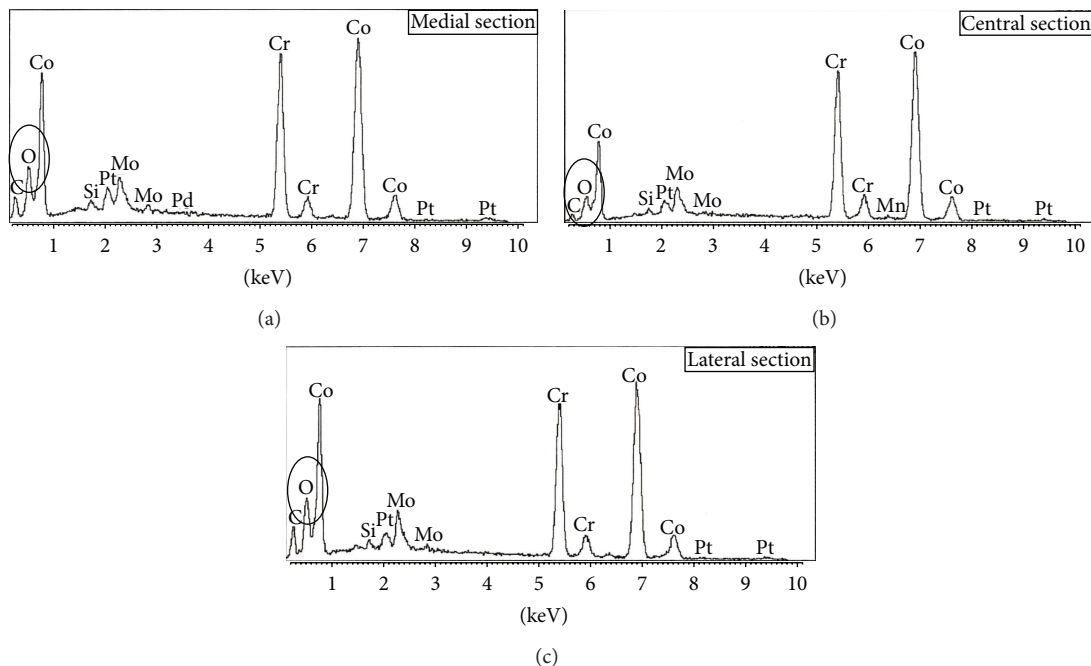 Medial section
Co
Cr
Co
O
C
Si
Pt
Mo
Mo
Pd
Cr
Co
Pt
Pt
1 2 3 4 5 6 7 8 9 10
(keV)
(a)
Central section
Co
Cr
Co
O
C
Si
Pt
Mo
Mo
Cr
Mn
Co
Pt
Pt
1 2 3 4 5 6 7 8 9 10
(keV)
(b)
Lateral section
Co
Cr
Co
O
C
Si
Pt
Mo
Mo
Cr
Co
Pt
Pt
1 2 3 4 5 6 7 8 9 10
(keV)
(c)